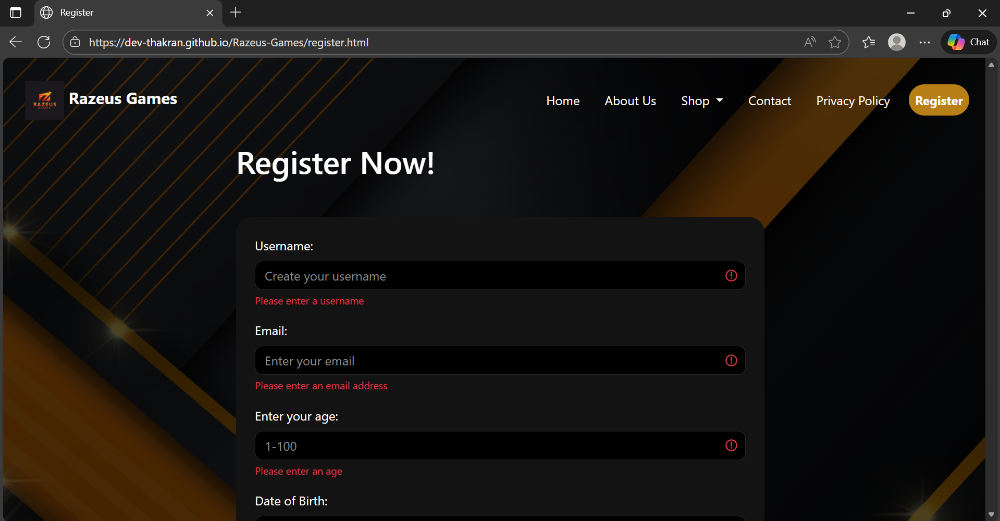 Register
https://dev-thakran.github.io/Razeus-Games/register.html
Chat
RAZEUS
GAMES
Razeus Games
Home
About Us
Shop
Contact
Privacy Policy
Register
Register Now!
Username:
Create your username
Please enter a username
Email:
Enter your email
Please enter an email address
Enter your age:
1-100
Please enter an age
Date of Birth: